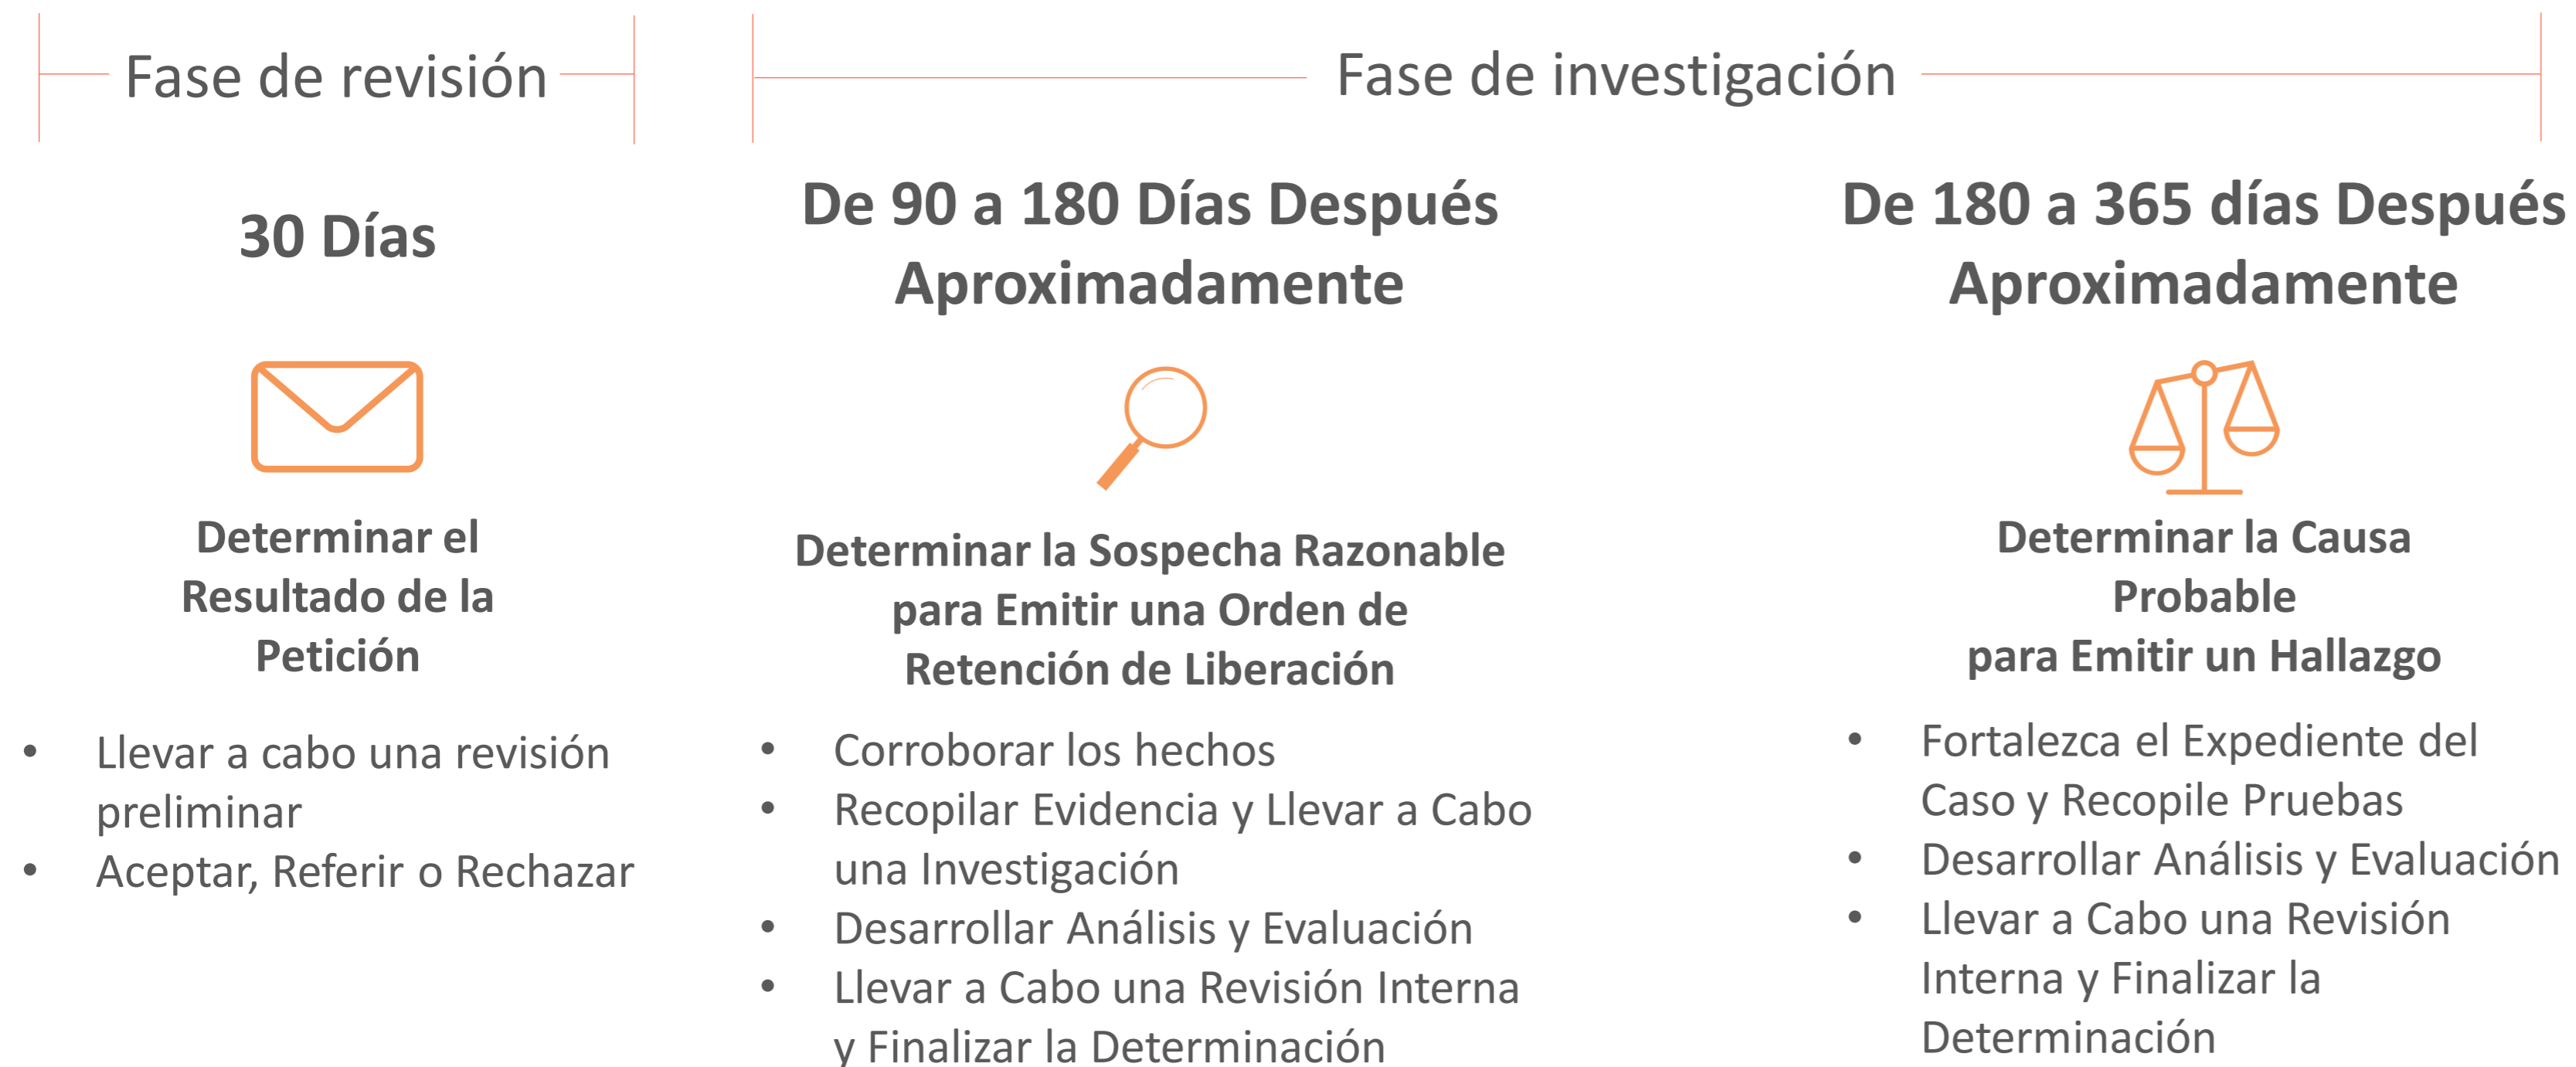 Fase de revisión
Fase de investigación
30 Días
Determinar el
Resultado de la
Petición
• Llevar a cabo una revisión
preliminar
• Aceptar, Referir o Rechazar
De 90 a 180 Días Después
Aproximadamente
Determinar la Sospecha Razonable
para Emitir una Orden de
Retención de Liberación
• Corroborar los hechos
• Recopilar Evidencia y Llevar a Cabo
una Investigación
• Desarrollar Análisis y Evaluación
• Llevar a Cabo una Revisión Interna
y Finalizar la Determinación
De 180 a 365 días Después
Aproximadamente
Determinar la Causa
Probable
para Emitir un Hallazgo
• Fortalezca el Expediente del
Caso y Recopile Pruebas
• Desarrollar Análisis y Evaluación
• Llevar a Cabo una Revisión
Interna y Finalizar la
Determinación